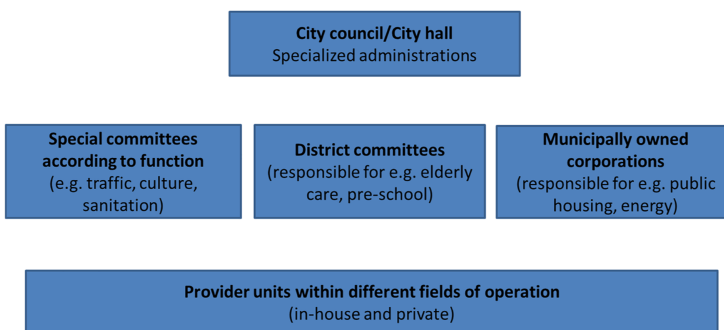 City council/City hall
Specialized administrations
Special committees
according to function
(e.g. traffic, culture,
sanitation)
District committees
(responsible for e.g. elderly
care, pre-school)
Municipally owned
corporations
(responsible for e.g. public
housing, energy)
Provider units within different fields of operation
(in-house and private)